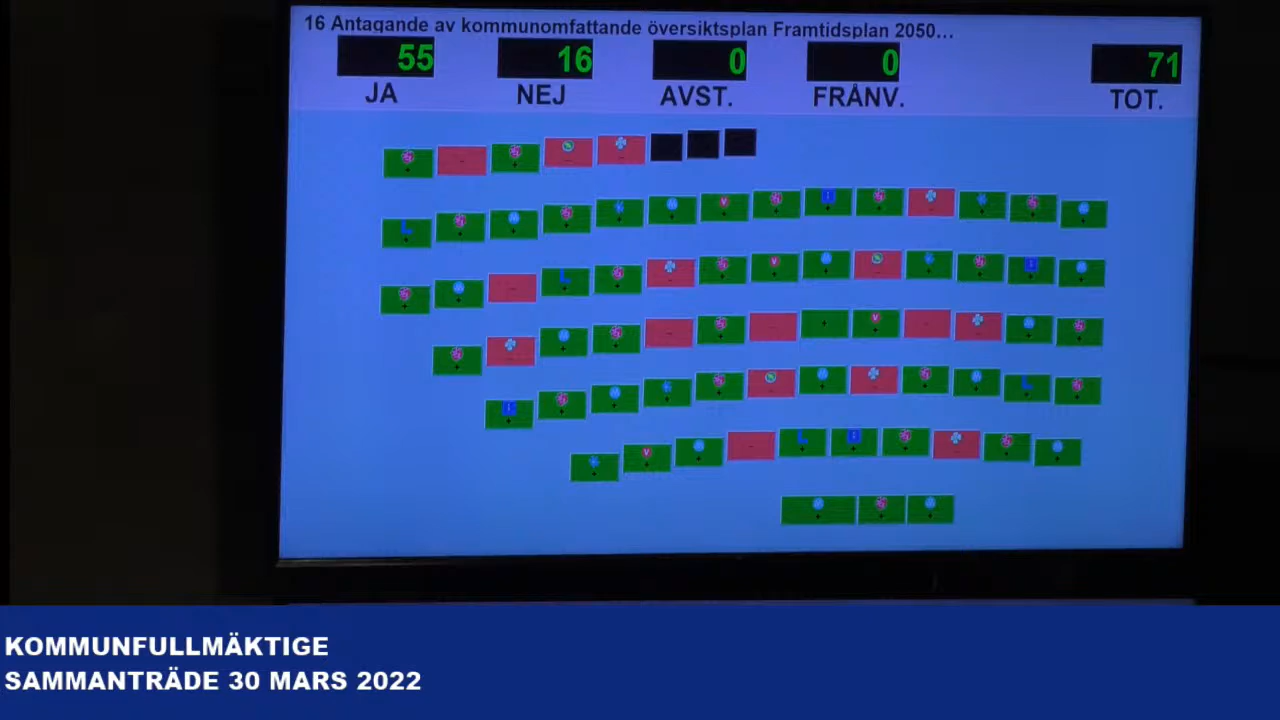 16 Antagande av kommunomfattande översiktsplan Framtidsplan 2050...
55 16 0 0 71
JA NEJ AVST. FRÅNV. TOT.
KOMMUNFULLMÄKTIGE
SAMMANTRÄDE 30 MARS 2022